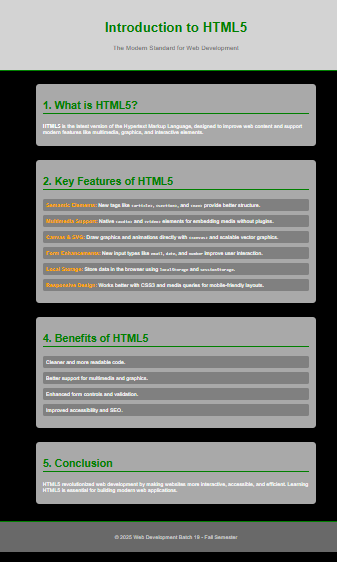 Introduction to HTML5
The Modern Standard for Web Development
1. What is HTML5?
HTML5 is the latest version of the Hypertext Markup Language, designed to improve web content and support
modern features like multimedia, graphics, and interactive elements.
2. Key Features of HTML5
Semantic Elements: New tags like <article>, <section>, and <nav> provide better structure.
Multimedia Support: Native <audio> and <video> elements for embedding media without plugins.
Canvas & SVG: Draw graphics and animations directly with <canvas> and scalable vector graphics.
Form Enhancements: New input types like email, date, and number improve user interaction.
Local Storage: Store data in the browser using localStorage and sessionStorage.
Responsive Design: Works better with CSS3 and media queries for mobile-friendly layouts.
4. Benefits of HTML5
Cleaner and more readable code.
Better support for multimedia and graphics.
Enhanced form controls and validation.
Improved accessibility and SEO.
5. Conclusion
HTML5 revolutionized web development by making websites more interactive, accessible, and efficient. Learning
HTML5 is essential for building modern web applications.
© 2025 Web Development Batch 19 - Fall Semester